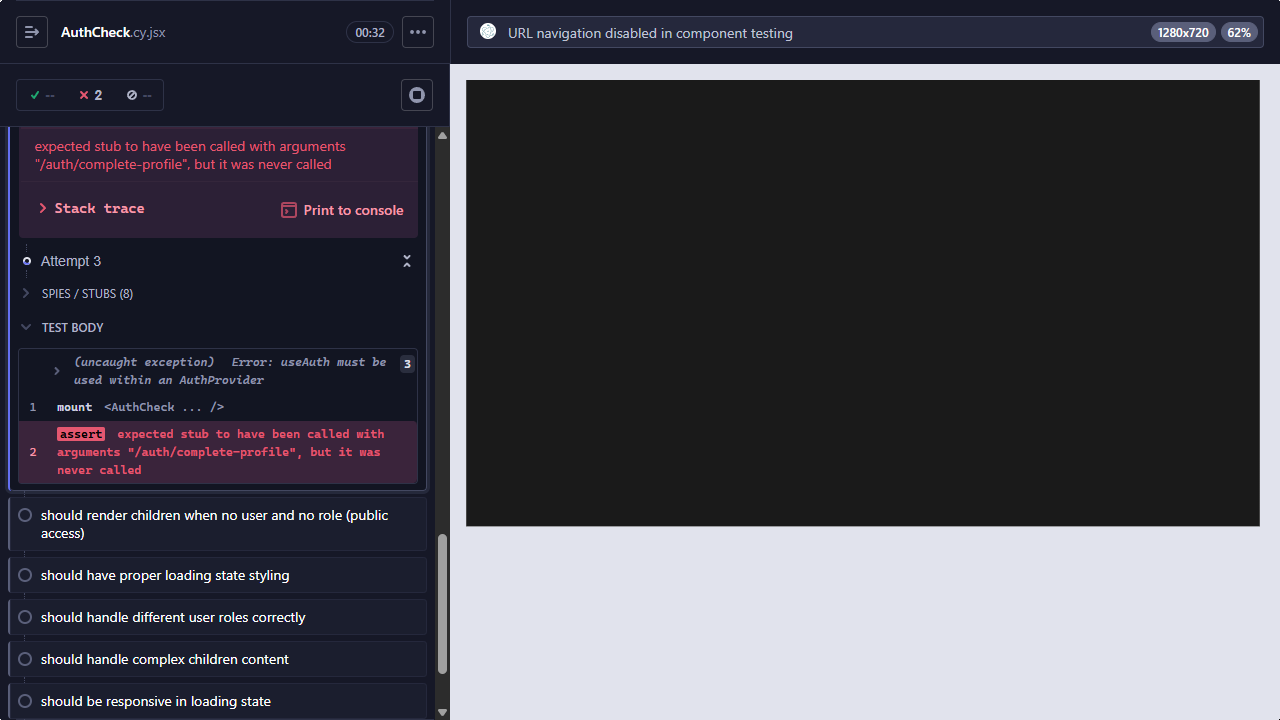 AuthCheck.cy.jsx
00:32
URL navigation disabled in component testing
1280x720
62%
--
2
--
expected stub to have been called with arguments
"/auth/complete-profile", but it was never called
Stack trace
Print to console
Attempt 3
SPIES / STUBS (8)
TEST BODY
(uncaught exception) Error: useAuth must be
used within an AuthProvider
3
1 mount <AuthCheck ... />
assert expected stub to have been called with
2 arguments "/auth/complete-profile", but it was
never called
should render children when no user and no role (public
access)
should have proper loading state styling
should handle different user roles correctly
should handle complex children content
should be responsive in loading state